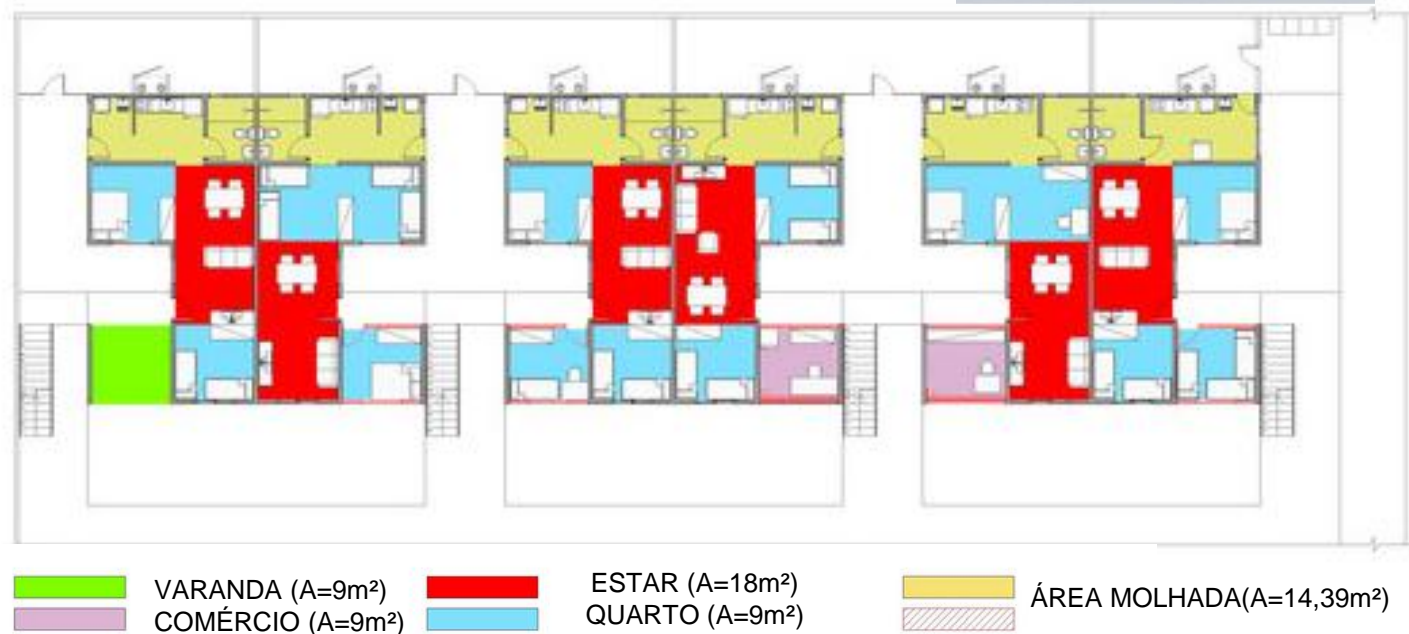 VARANDA (A=9m²)
COMÉRCIO (A=9m²)
ESTAR (A=18m²)
QUARTO (A=9m²)
ÁREA MOLHADA(A=14,39m²)